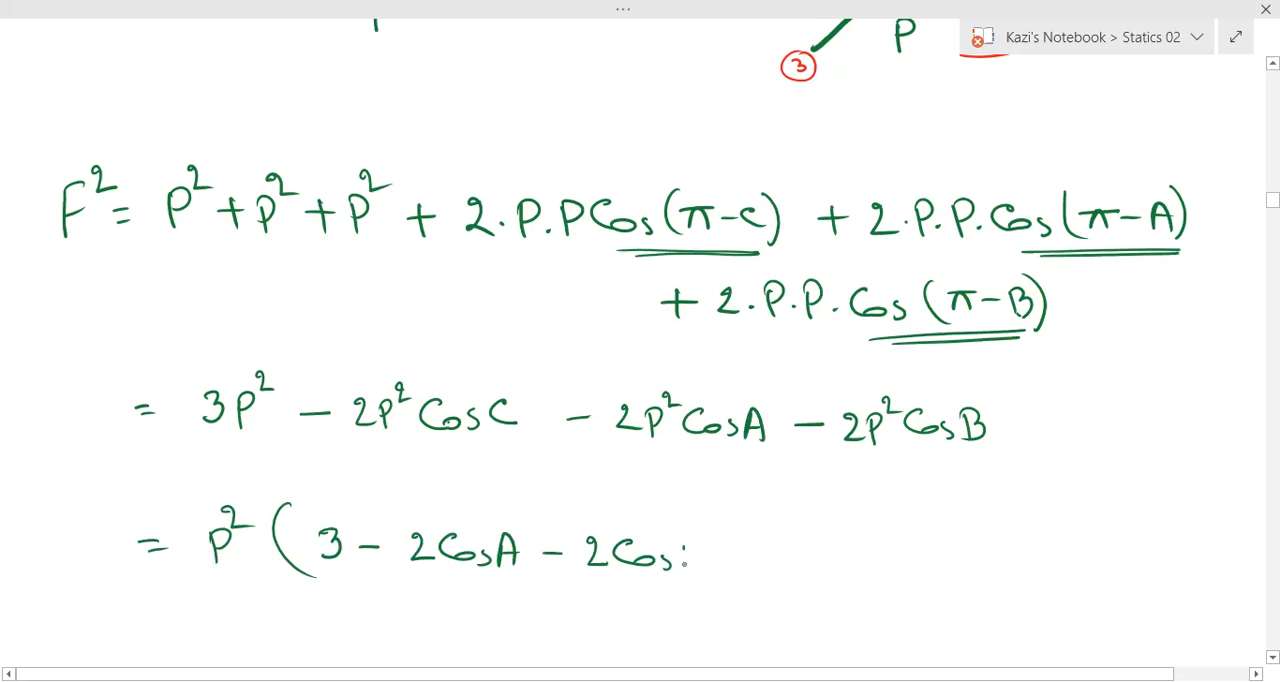 ...
P
Kazi's Notebook > Statics 02
3
F² = P² + P² + P² + 2.P.PCos(π-C) + 2.P.P.Cos(π-A)
+ 2.P.P.Cos(π-B)
= 3P² - 2P²CosC - 2P²CosA - 2P²CosB
= P²(3 - 2CosA - 2Cos